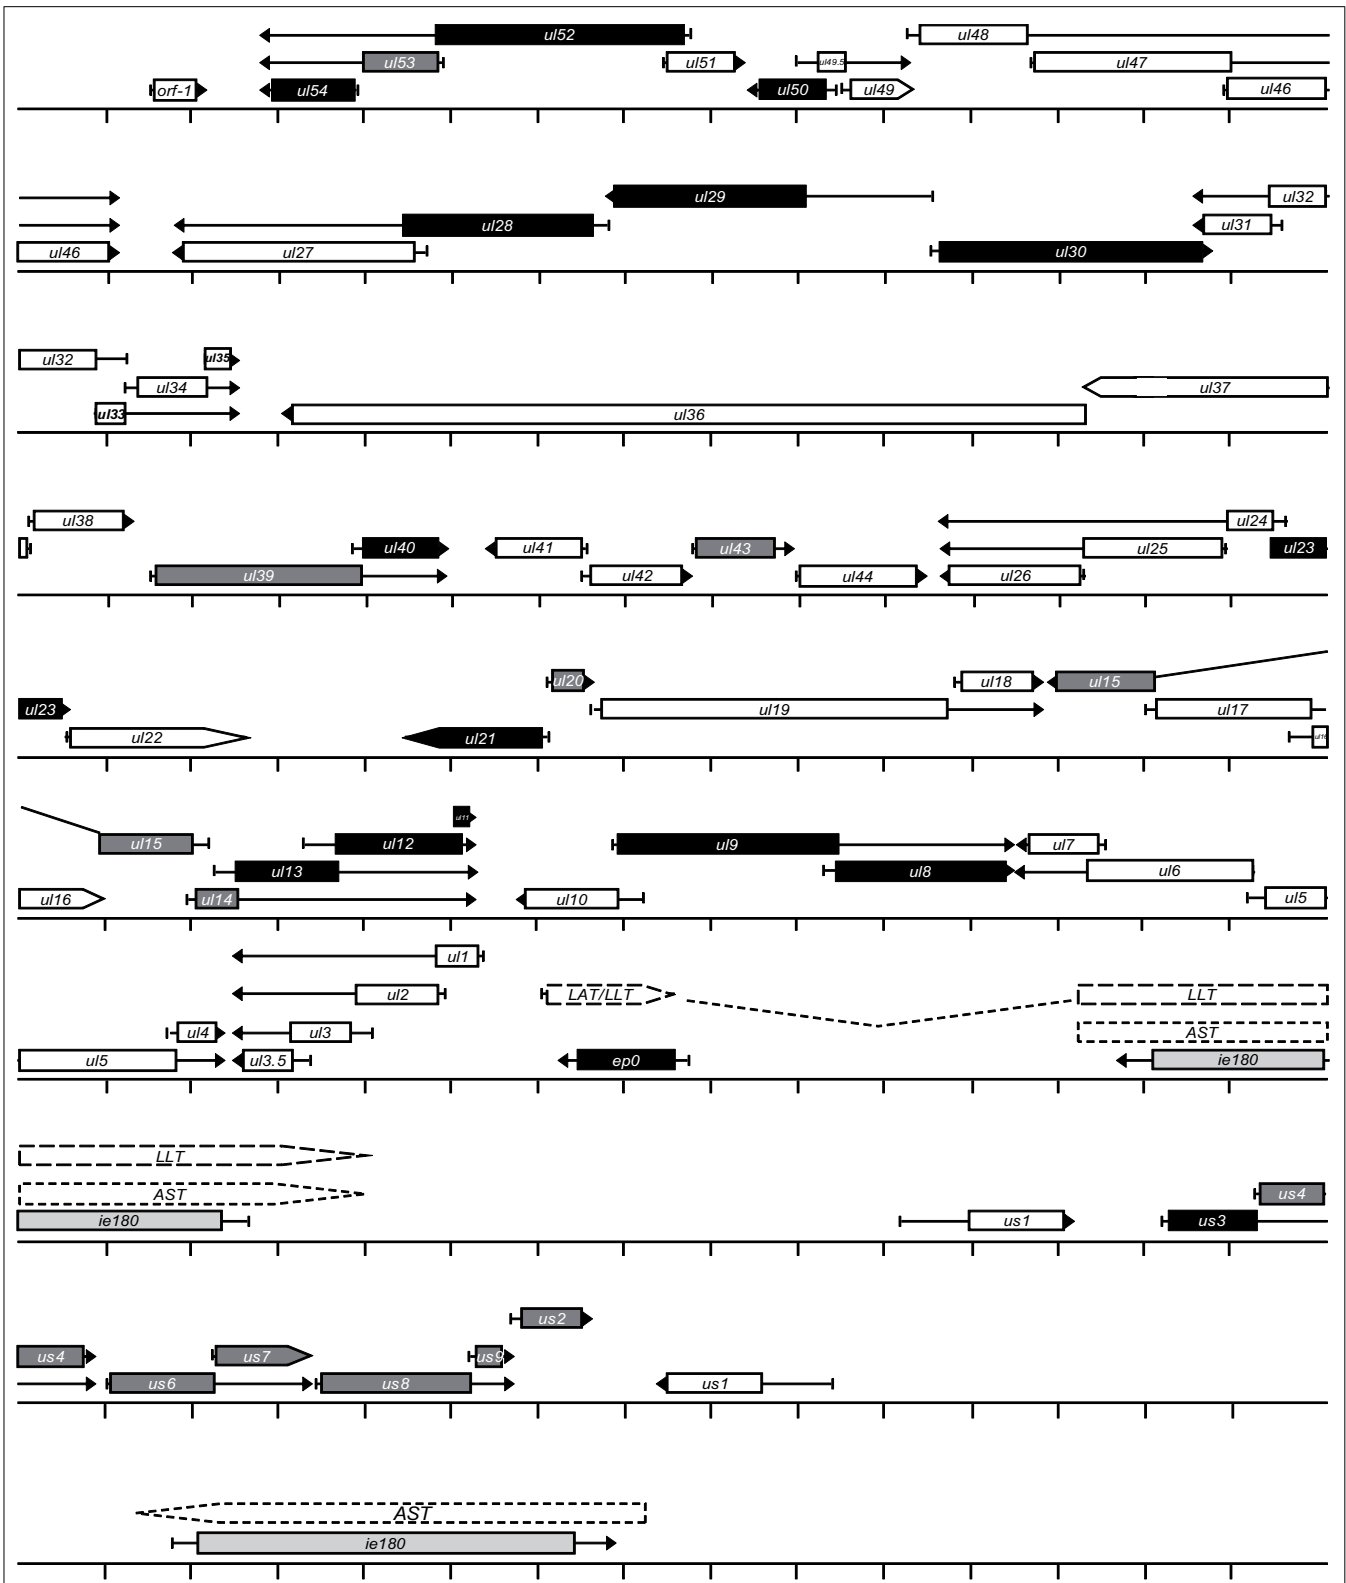 ul52 ul48
ul53 ul51 ul49.5 ul47
orf-1 ul54 ul50 ul49 ul46
ul29 ul32
ul28 ul31
ul46 ul27 ul30
ul32 ul35
ul34 ul37
ul33 ul36
ul38 ul24
ul40 ul41 ul43 ul25 ul23
ul39 ul42 ul44 ul26
ul20 ul18 ul15
ul23 ul19 ul17
ul22 ul21 ul16
ul11
ul15 ul12 ul9 ul7
ul13 ul8 ul6
ul16 ul14 ul10 ul5
ul1
ul2 LAT/LLT LLT
ul4 ul3 AST
ul5 ul3.5 ep0 ie180
LLT
AST us4
ie180 us1 us3
us2
us4 us7 us9
us6 us8 us1
AST
ie180